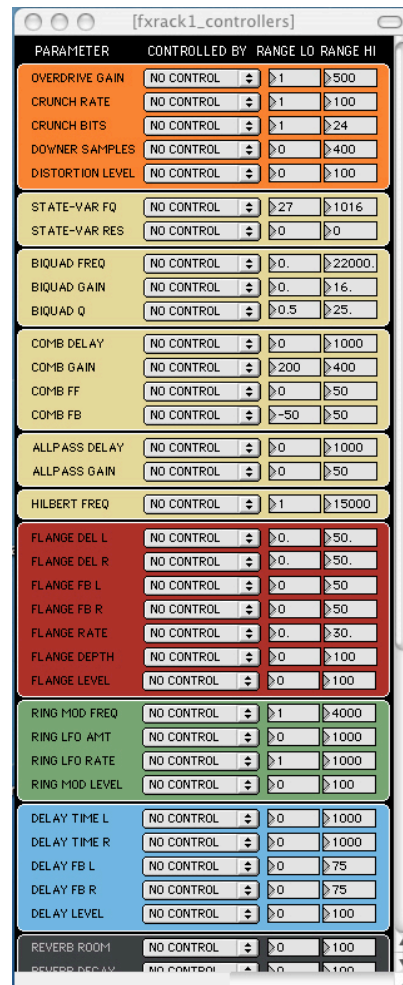 [fxrack1_controllers]
PARAMETER CONTROLLED BY RANGE LO RANGE HI
OVERDRIVE GAIN NO CONTROL 1 500
CRUNCH RATE NO CONTROL 1 100
CRUNCH BITS NO CONTROL 1 24
DOWNER SAMPLES NO CONTROL 0 400
DISTORTION LEVEL NO CONTROL 0 100
STATE-VAR FQ NO CONTROL 27 1016
STATE-VAR RES NO CONTROL 0 0
BIQUAD FREQ NO CONTROL 0. 22000.
BIQUAD GAIN NO CONTROL 0. 16.
BIQUAD Q NO CONTROL 0.5 25.
COMB DELAY NO CONTROL 0 1000
COMB GAIN NO CONTROL 200 400
COMB FF NO CONTROL 0 50
COMB FB NO CONTROL -50 50
ALLPASS DELAY NO CONTROL 0 1000
ALLPASS GAIN NO CONTROL 0 50
HILBERT FREQ NO CONTROL 1 15000
FLANGE DEL L NO CONTROL 0. 50.
FLANGE DEL R NO CONTROL 0. 50.
FLANGE FB L NO CONTROL 0 50
FLANGE FB R NO CONTROL 0 50
FLANGE RATE NO CONTROL 0. 30.
FLANGE DEPTH NO CONTROL 0 100
FLANGE LEVEL NO CONTROL 0 100
RING MOD FREQ NO CONTROL 1 4000
RING LFO AMT NO CONTROL 0 1000
RING LFO RATE NO CONTROL 1 1000
RING MOD LEVEL NO CONTROL 0 100
DELAY TIME L NO CONTROL 0 1000
DELAY TIME R NO CONTROL 0 1000
DELAY FB L NO CONTROL 0 75
DELAY FB R NO CONTROL 0 75
DELAY LEVEL NO CONTROL 0 100
REVERB ROOM NO CONTROL 0 100
REVERB DECAY NO CONTROL 0 100